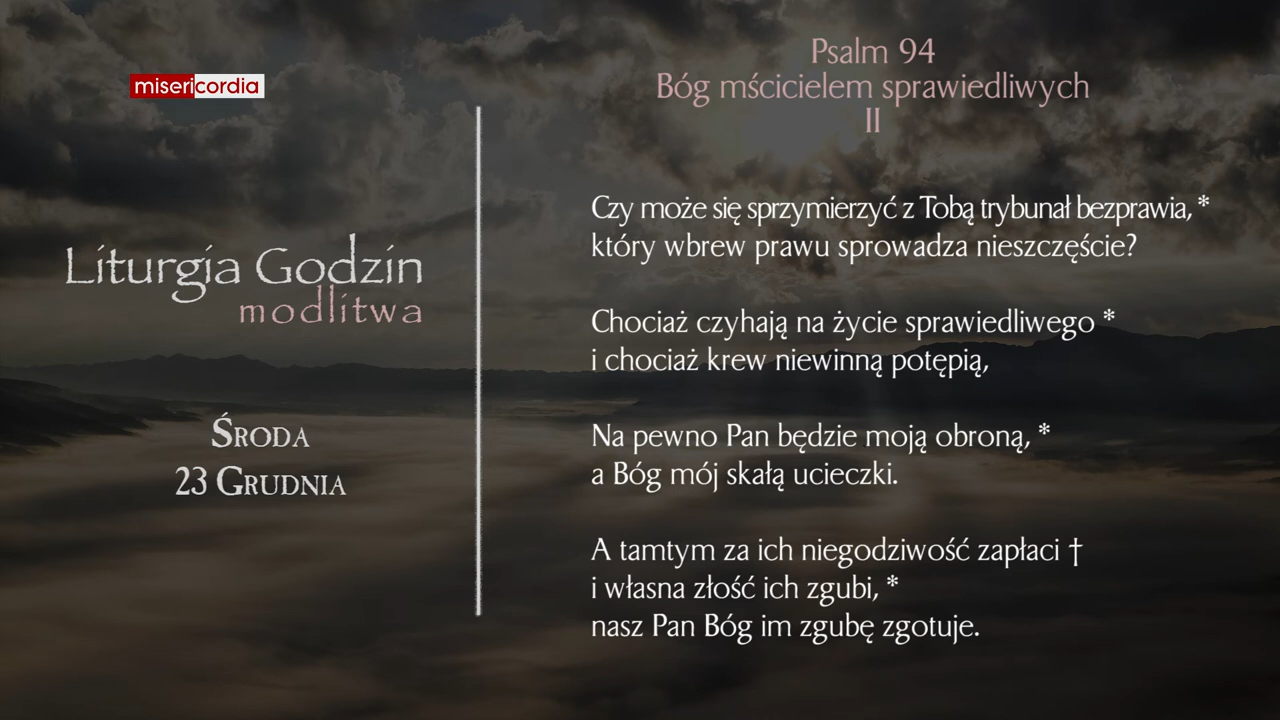 misericordia
Liturgia Godzin
modlitwa
Środa
23 Grudnia
Psalm 94
Bóg mścicielem sprawiedliwych
II
Czy może się sprzymierzyć z Tobą trybunał bezprawia, *
który wbrew prawu sprowadza nieszczęście?
Chociaż czyhają na życie sprawiedliwego *
i chociaż krew niewinną potępią,
Na pewno Pan będzie moją obroną, *
a Bóg mój skałą ucieczki.
A tamtym za ich niegodziwość zapłaci †
i własna złość ich zgubi, *
nasz Pan Bóg im zgubę zgotuje.